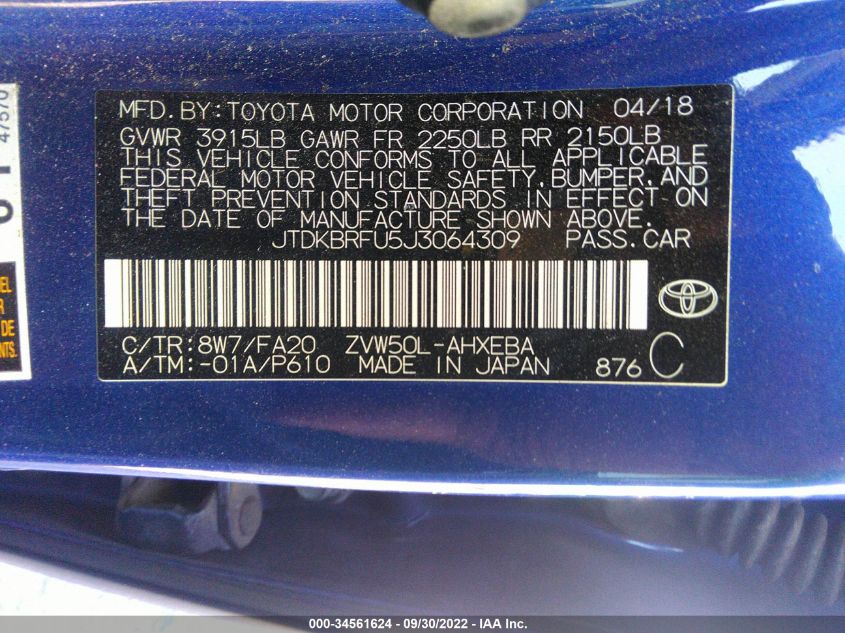 MFD.BY:TOYOTA MOTOR CORPORATION 04/18
GVWR 3915LB GAWR FR 2250LB RR 2150LB
THIS VEHICLE CONFORMS TO ALL APPLICABLE
FEDERAL MOTOR VEHICLE SAFETY,BUMPER,AND
THEFT PREVENTION STANDARDS IN EFFECT ON
THE DATE OF MANUFACTURE SHOWN ABOVE.
JTDKBRFU5J3064309 PASS.CAR
C/TR:8W7/FA20 ZVW50L-AHXEBA
A/TM:-01A/P610 MADE IN JAPAN 876 C
47570
DE
000-34561624 - 09/30/2022 - IAA Inc.